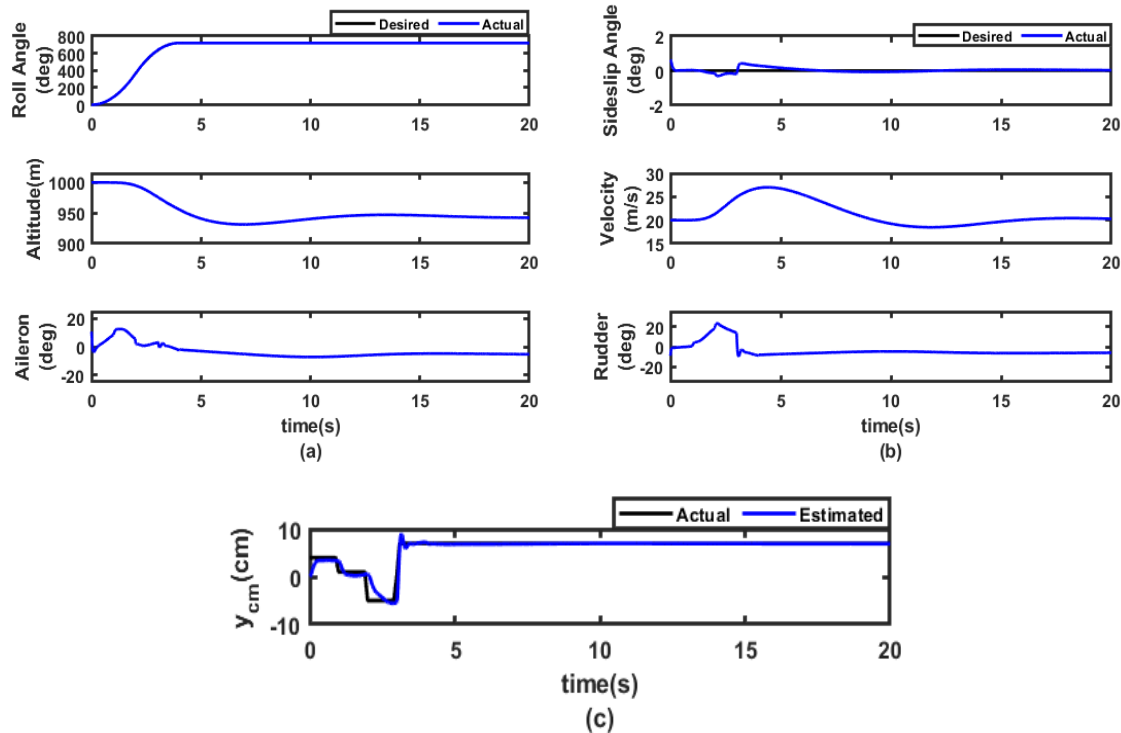 Desired Actual
Roll Angle
(deg)
800
600
400
200
0
0 5 10 15 20
Altitude(m)
1000
950
900
0 5 10 15 20
Aileron
(deg)
20
0
-20
0 5 10 15 20
time(s)
(a)
Desired Actual
Sideslip Angle
(deg)
2
0
-2
0 5 10 15 20
Velocity
(m/s)
30
25
20
15
0 5 10 15 20
Rudder
(deg)
20
0
-20
0 5 10 15 20
time(s)
(b)
Actual Estimated
y_cm(cm)
10
0
-10
0 5 10 15 20
time(s)
(c)